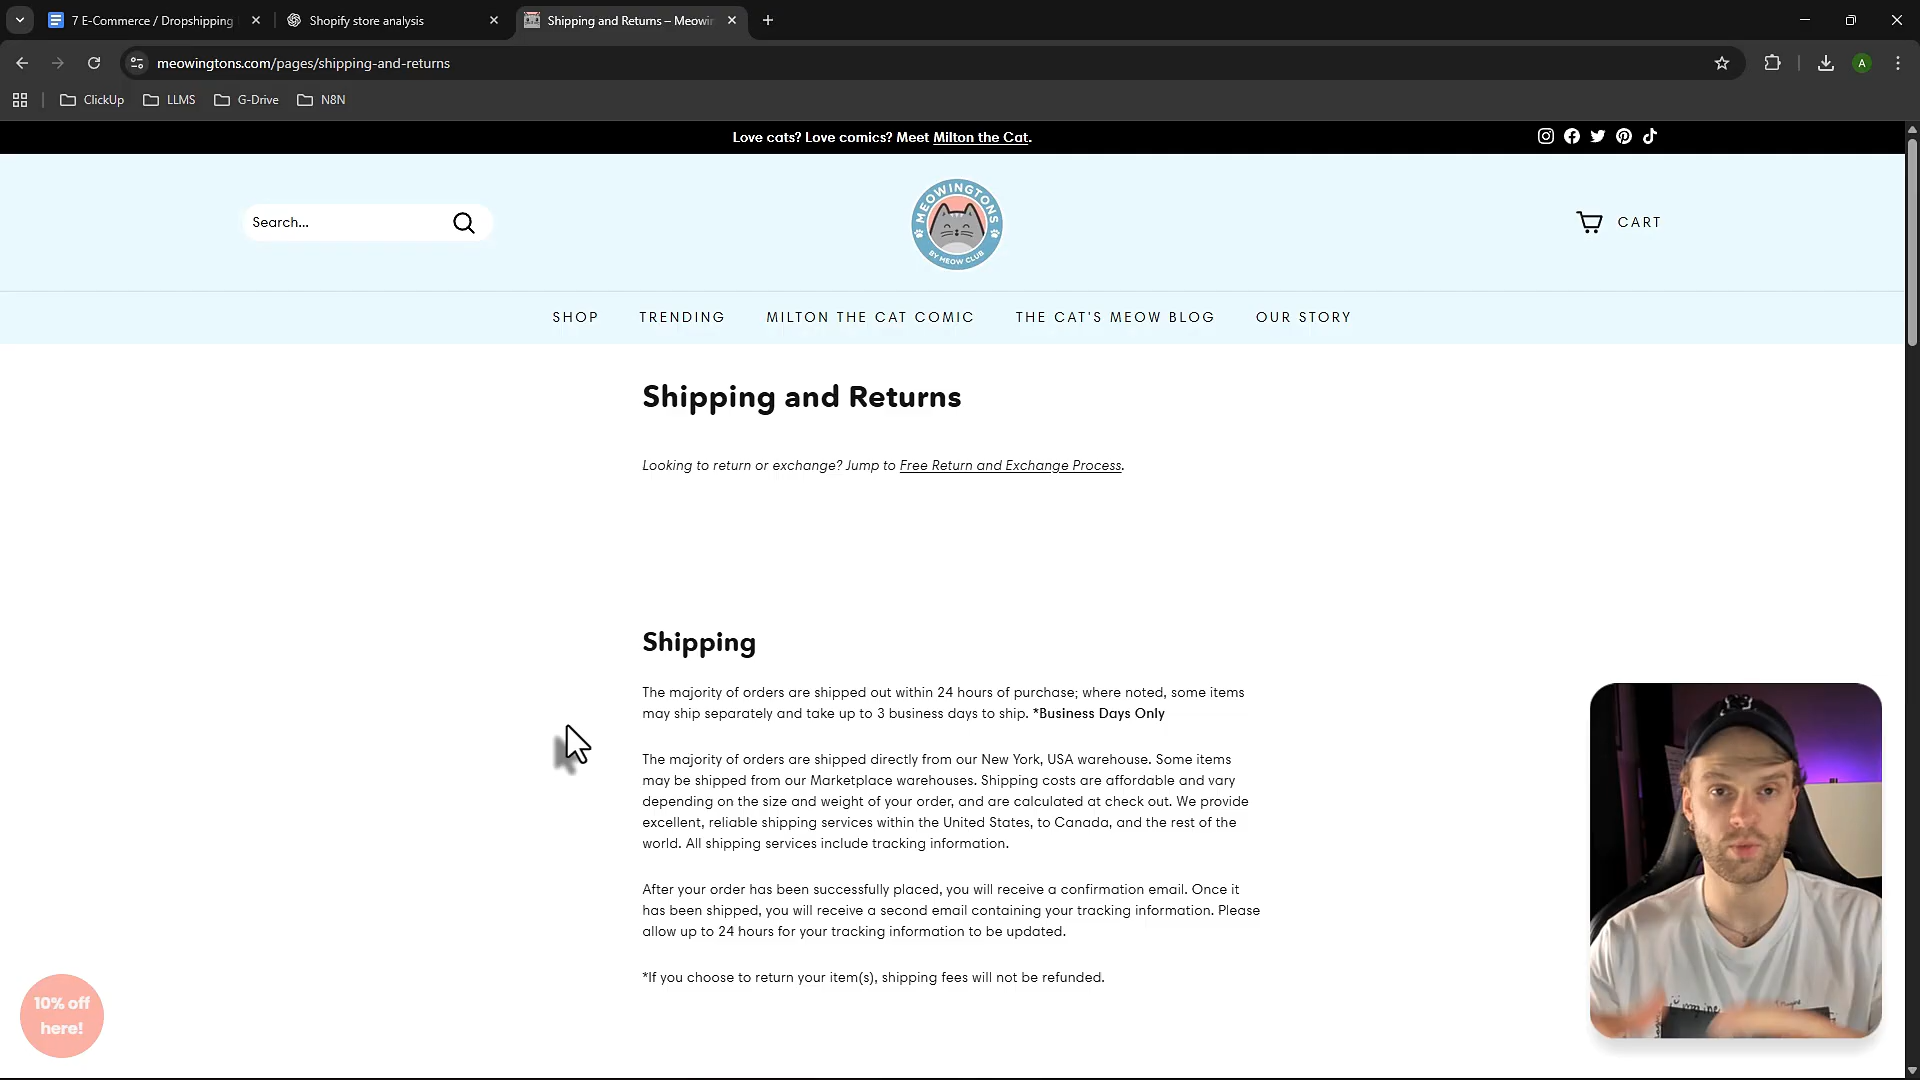 7 E-Commerce / Dropshipping
Shopify store analysis
Shipping and Returns – Meowin
meowingtons.com/pages/shipping-and-returns
A
ClickUp
LLMS
G-Drive
N8N
Love cats? Love comics? Meet Milton the Cat.
Search...
MEOWINGTONS
BY MEOW CLUB
CART
SHOP
TRENDING
MILTON THE CAT COMIC
THE CAT'S MEOW BLOG
OUR STORY
Shipping and Returns
Looking to return or exchange? Jump to Free Return and Exchange Process.
Shipping
The majority of orders are shipped out within 24 hours of purchase; where noted, some items
may ship separately and take up to 3 business days to ship. *Business Days Only
The majority of orders are shipped directly from our New York, USA warehouse. Some items
may be shipped from our Marketplace warehouses. Shipping costs are affordable and vary
depending on the size and weight of your order, and are calculated at check out. We provide
excellent, reliable shipping services within the United States, to Canada, and the rest of the
world. All shipping services include tracking information.
After your order has been successfully placed, you will receive a confirmation email. Once it
has been shipped, you will receive a second email containing your tracking information. Please
allow up to 24 hours for your tracking information to be updated.
*If you choose to return your item(s), shipping fees will not be refunded.
10% off
here!